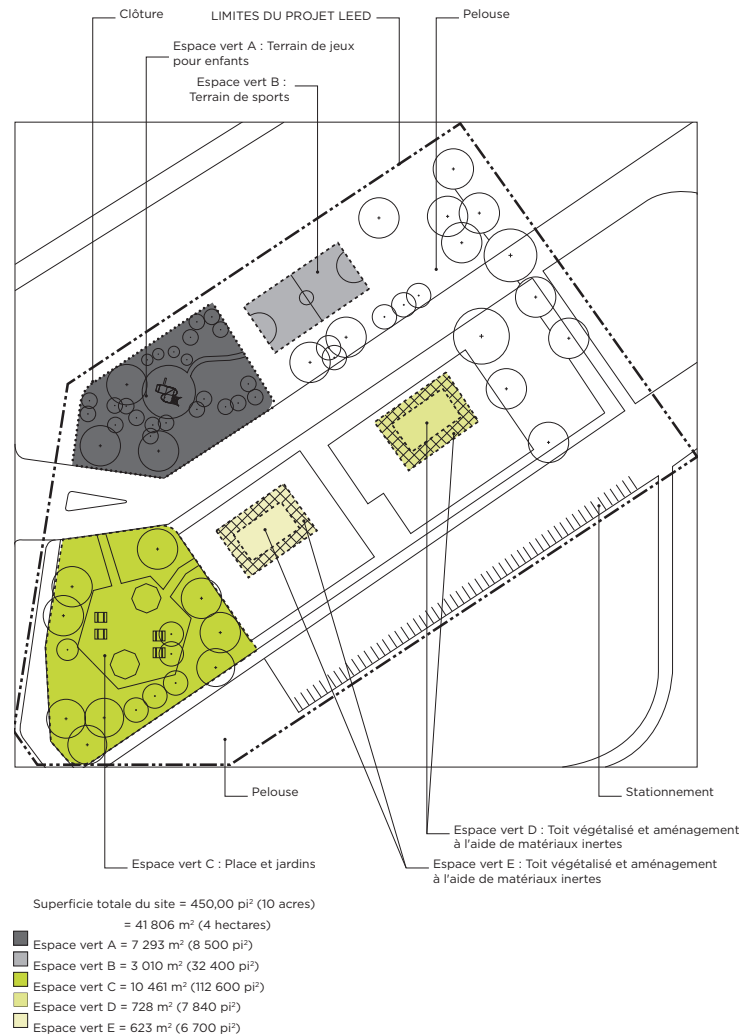 Clôture
LIMITES DU PROJET LEED
Pelouse
Espace vert A : Terrain de jeux
pour enfants
Espace vert B :
Terrain de sports
Pelouse
Stationnement
Espace vert D : Toit végétalisé et aménagement
à l'aide de matériaux inertes
Espace vert C : Place et jardins
Espace vert E : Toit végétalisé et aménagement
à l'aide de matériaux inertes
Superficie totale du site = 450,00 pi² (10 acres)
= 41 806 m² (4 hectares)
Espace vert A = 7 293 m² (8 500 pi²)
Espace vert B = 3 010 m² (32 400 pi²)
Espace vert C = 10 461 m² (112 600 pi²)
Espace vert D = 728 m² (7 840 pi²)
Espace vert E = 623 m² (6 700 pi²)